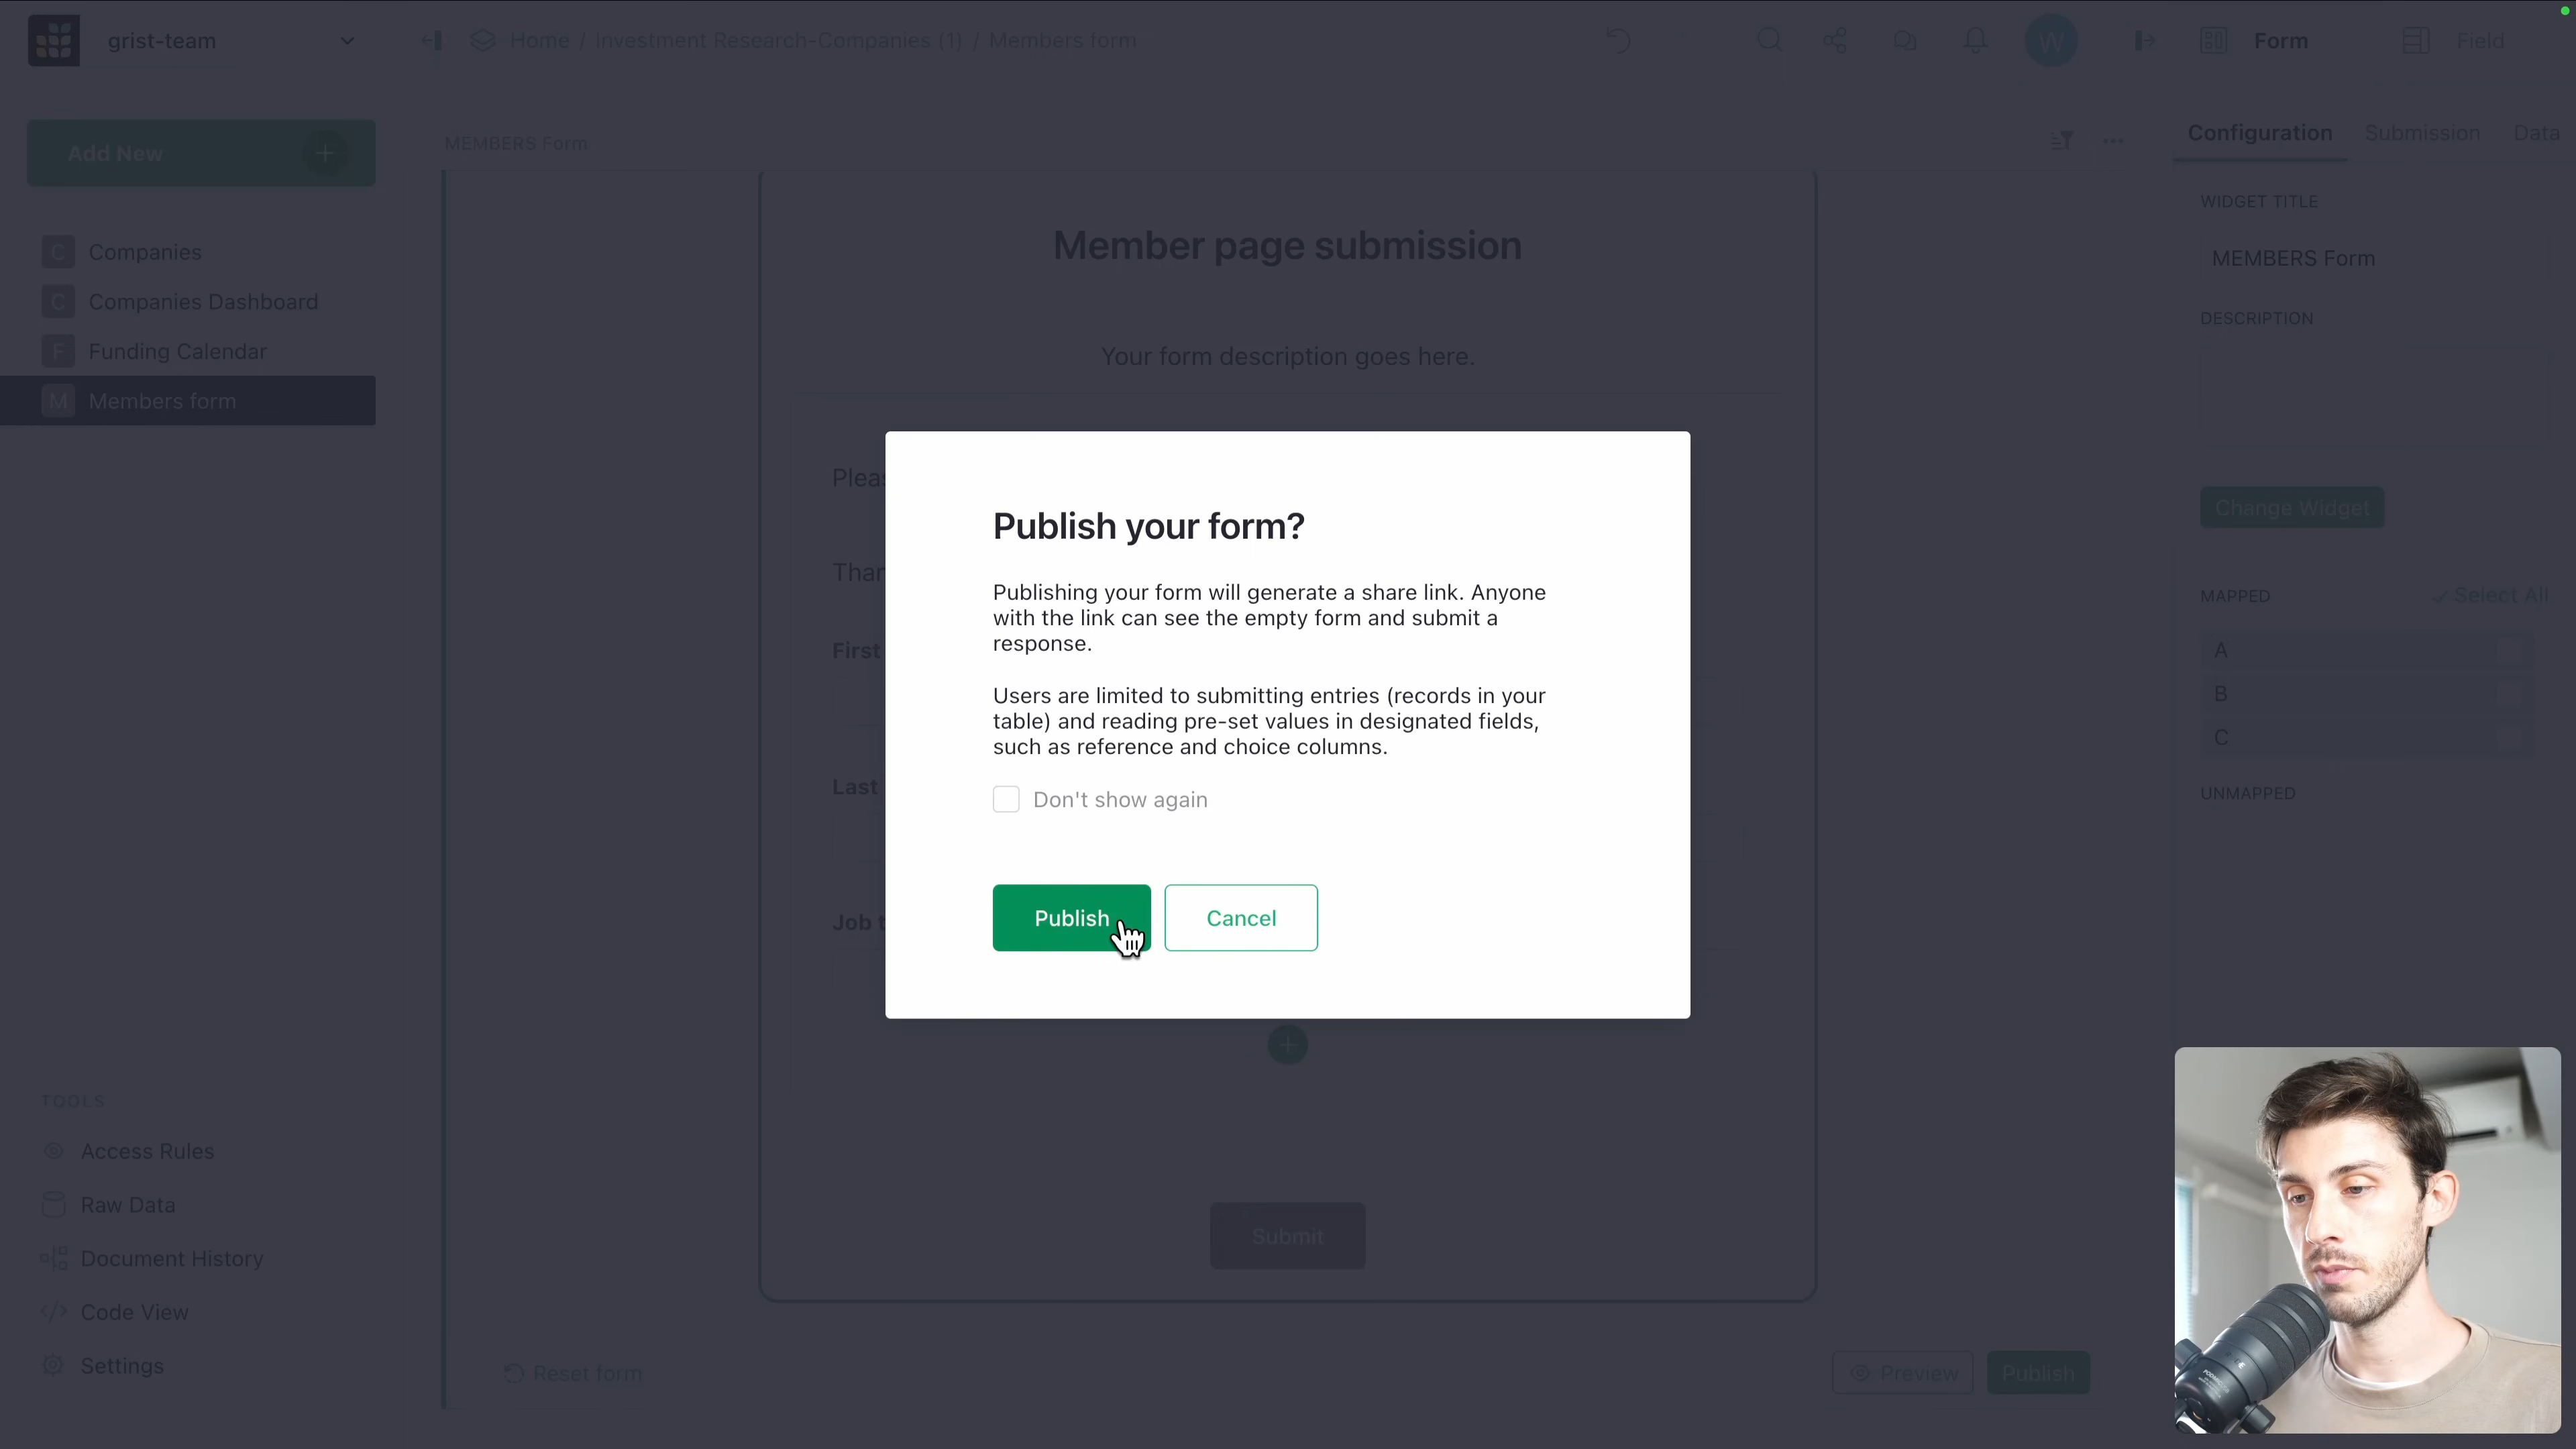 grist-team
Home / Investment Research-Companies (1) / Members form
W
Form
Field
Add New
MEMBERS Form
Configuration
Submission
Data
C Companies
C Companies Dashboard
F Funding Calendar
M Members form
Member page submission
Your form description goes here.
WIDGET TITLE
MEMBERS Form
DESCRIPTION
Change Widget
MAPPED
Select All
A
B
C
UNMAPPED
First
Last
Job
Publish your form?
Publishing your form will generate a share link. Anyone
with the link can see the empty form and submit a
response.
Users are limited to submitting entries (records in your
table) and reading pre-set values in designated fields,
such as reference and choice columns.
Don't show again
Publish
Cancel
Submit
TOOLS
Access Rules
Raw Data
Document History
Code View
Settings
Reset form
Preview
Publish